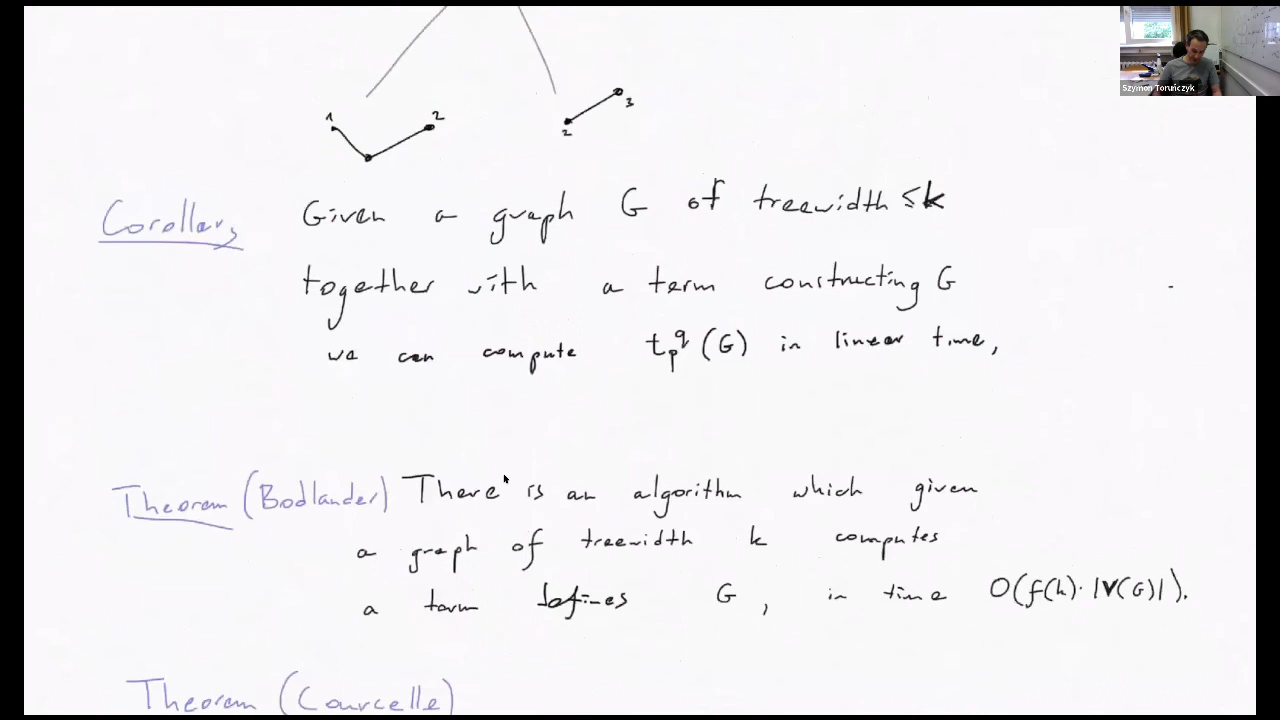 Szymon Toruńczyk
1 2 2 3
Corollary Given a graph G of treewidth ≤k
together with a term constructing G
we can compute tp^q (G) in linear time,
Theorem (Bodlander) There is an algorithm which given
a graph of treewidth k computes
a term defines G, in time O(f(k)·|V(G)|).
Theorem (Courcelle)